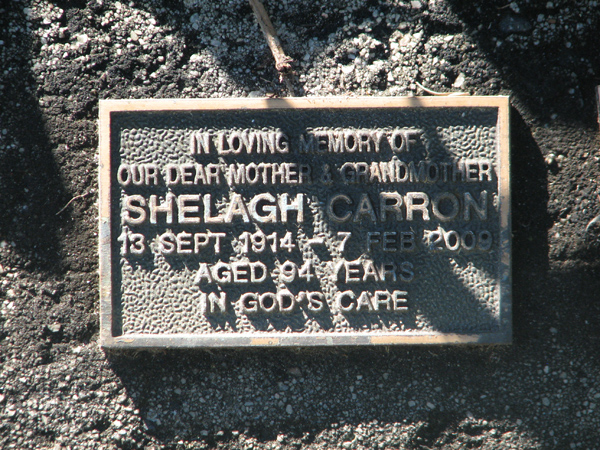 IN LOVING MEMORY OF
OUR DEAR MOTHER & GRANDMOTHER
SHELAGH CARRON
13 SEPT 1914 - 7 FEB 2009
AGED 94 YEARS
IN GOD'S CARE